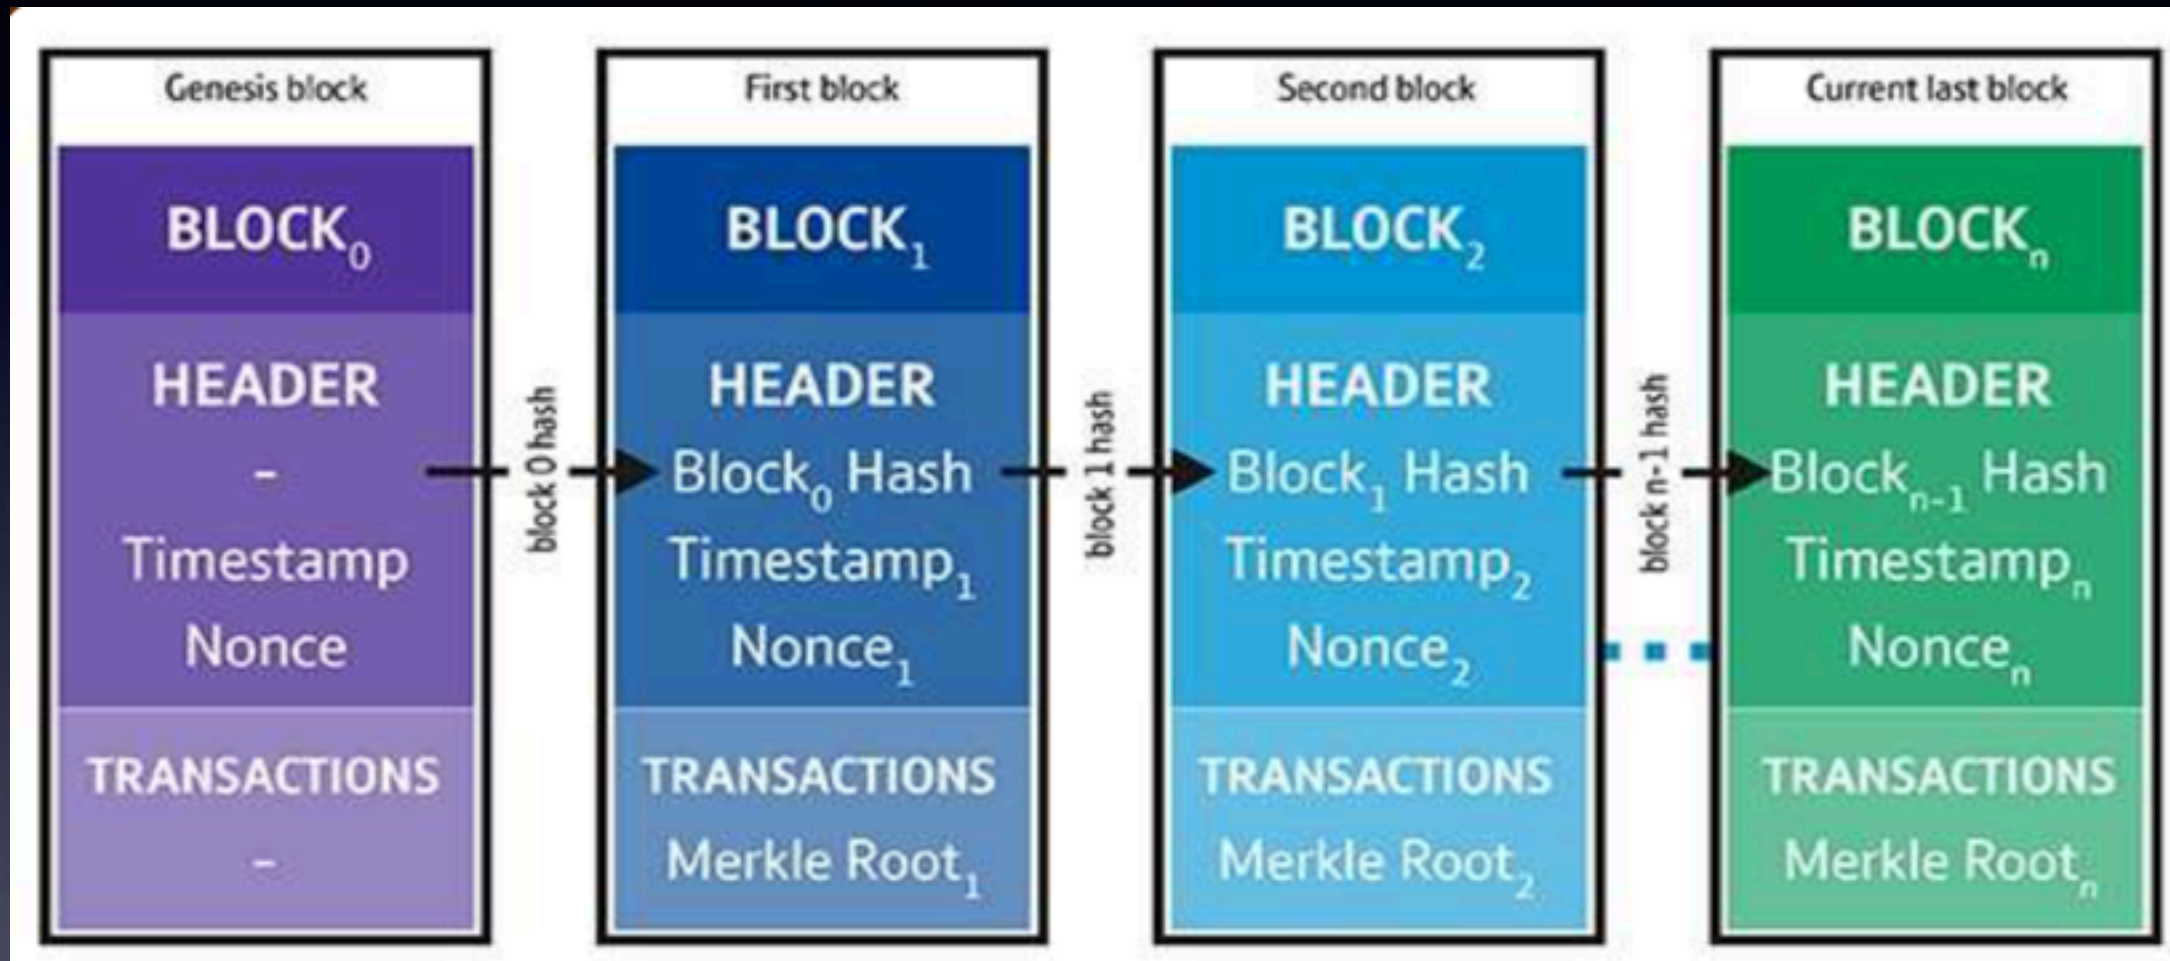 Genesis block
BLOCK₀
HEADER
-
Timestamp
Nonce
TRANSACTIONS
-
block 0 hash
First block
BLOCK₁
HEADER
Block₀ Hash
Timestamp₁
Nonce₁
TRANSACTIONS
Merkle Root₁
block 1 hash
Second block
BLOCK₂
HEADER
Block₁ Hash
Timestamp₂
Nonce₂
TRANSACTIONS
Merkle Root₂
block n-1 hash
Current last block
BLOCKₙ
HEADER
Blockₙ₋₁ Hash
Timestampₙ
Nonceₙ
TRANSACTIONS
Merkle Rootₙ